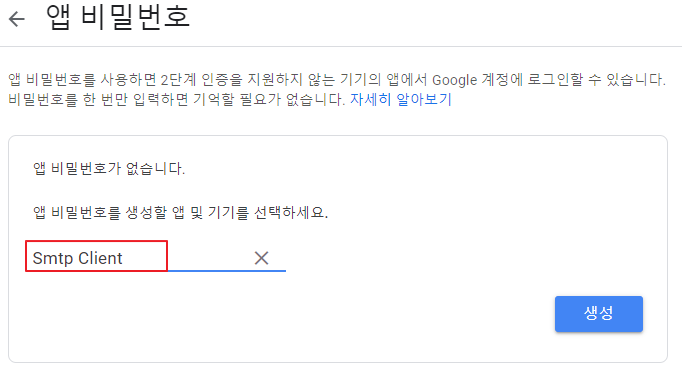 앱 비밀번호
앱 비밀번호를 사용하면 2단계 인증을 지원하지 않는 기기의 앱에서 Google 계정에 로그인할 수 있습니다.
비밀번호를 한 번만 입력하면 기억할 필요가 없습니다. 자세히 알아보기
앱 비밀번호가 없습니다.
앱 비밀번호를 생성할 앱 및 기기를 선택하세요.
Smtp Client
생성